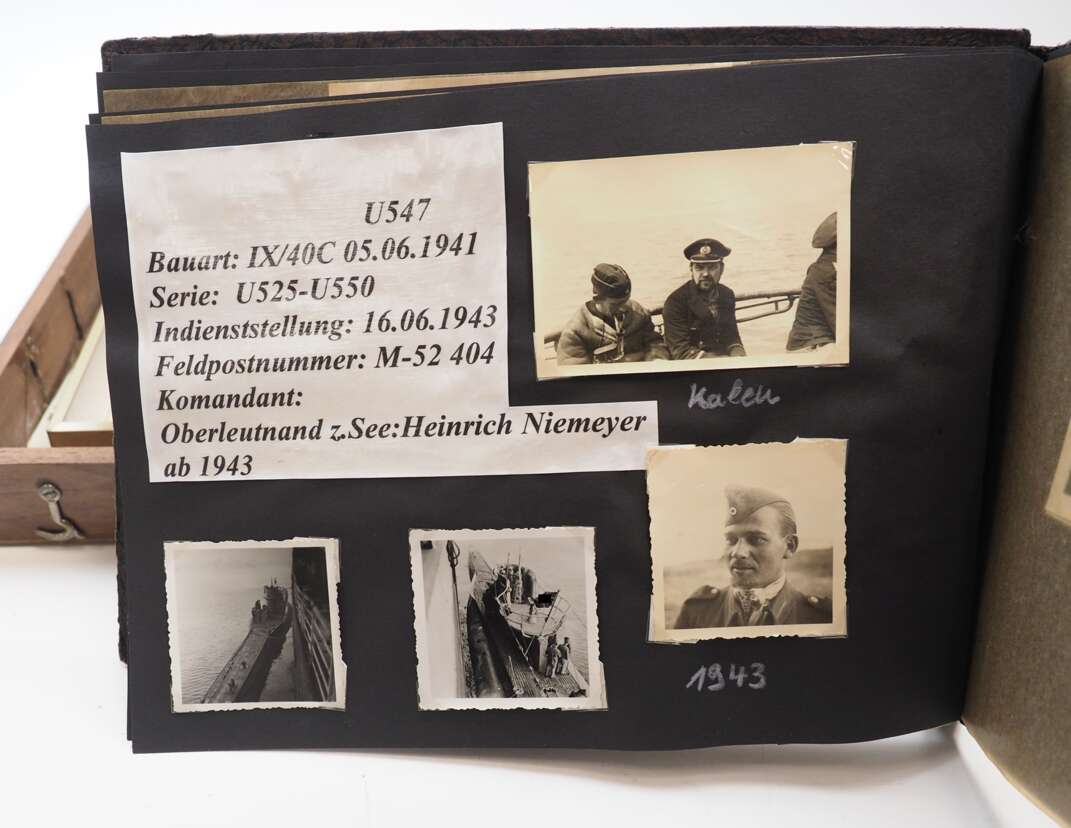 U547
Bauart: IX/40C 05.06.1941
Serie: U525-U550
Indienststellung: 16.06.1943
Feldpostnummer: M-52 404
Komandant:
Oberleutnand z.See:Heinrich Niemeyer
ab 1943
1943